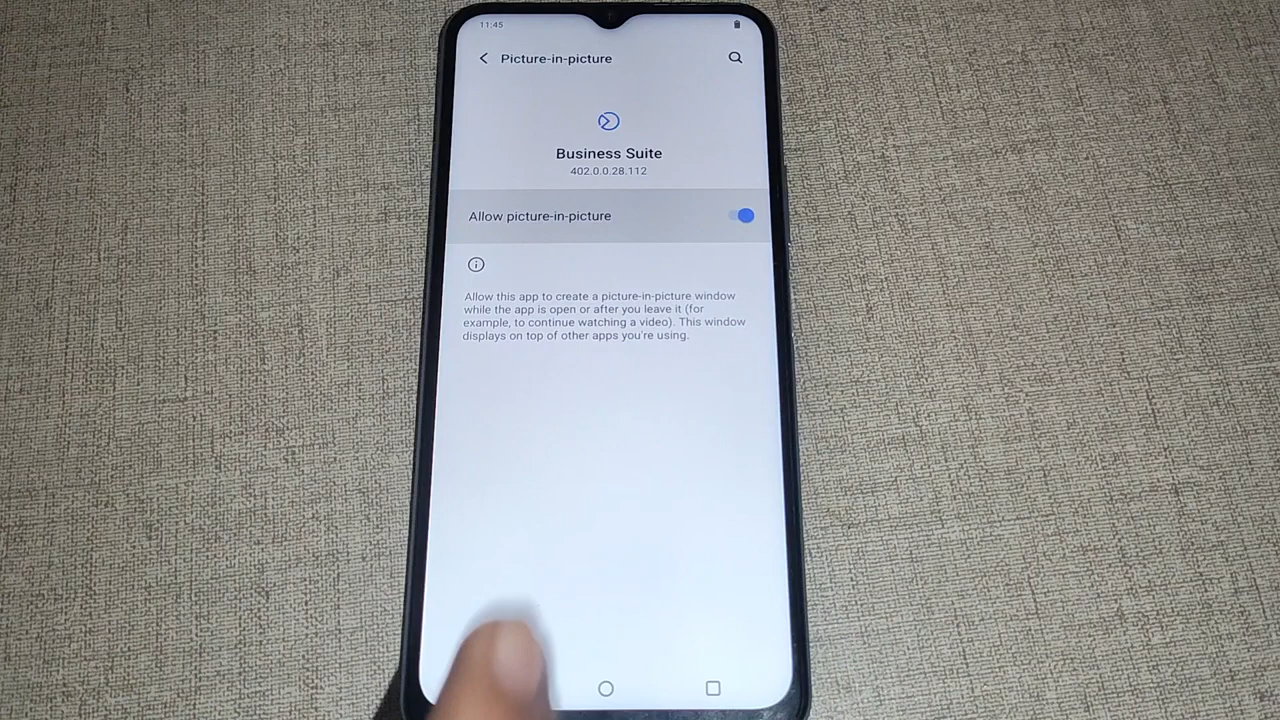 11:45
Picture-in-picture
Business Suite
402.0.0.28.112
Allow picture-in-picture
Allow this app to create a picture-in-picture window
while the app is open or after you leave it (for
example, to continue watching a video). This window
displays on top of other apps you're using.